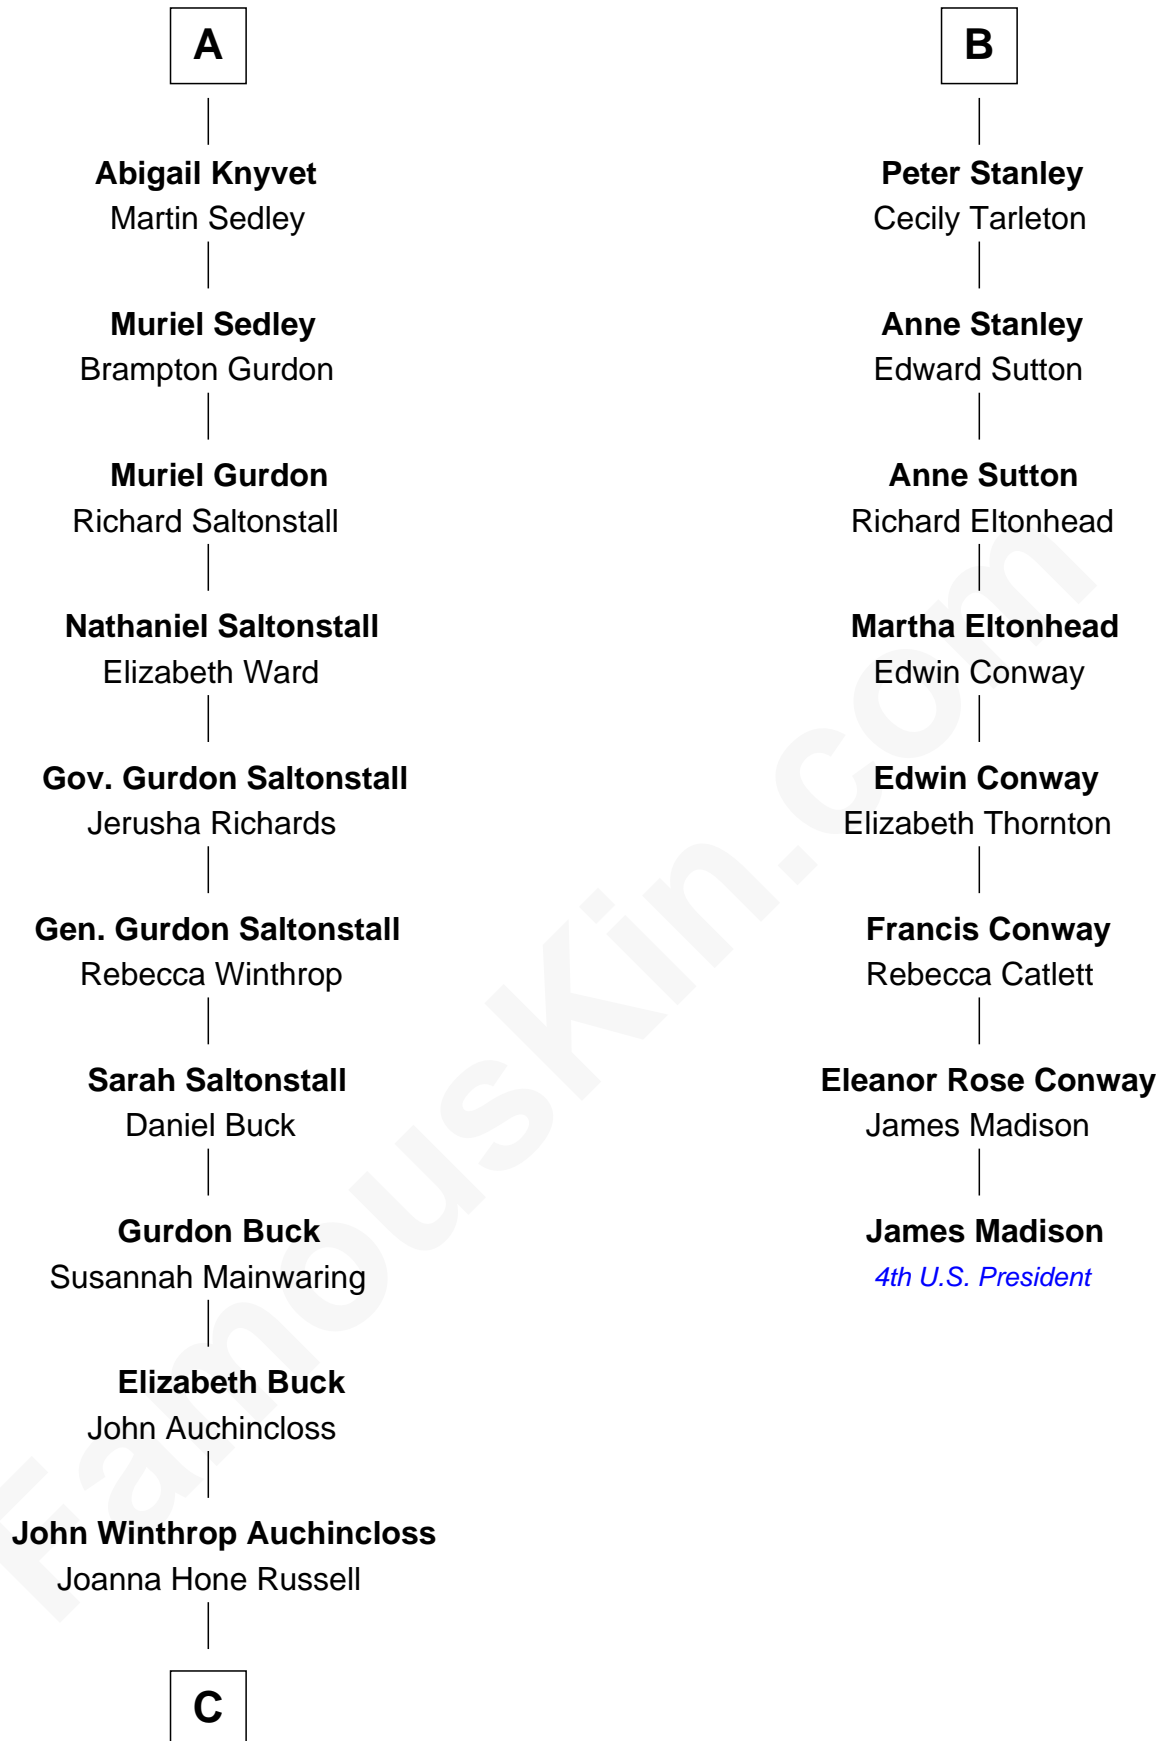 A
Abigail Knyvet
Martin Sedley
Muriel Sedley
Brampton Gurdon
Muriel Gurdon
Richard Saltonstall
Nathaniel Saltonstall
Elizabeth Ward
Gov. Gurdon Saltonstall
Jerusha Richards
Gen. Gurdon Saltonstall
Rebecca Winthrop
Sarah Saltonstall
Daniel Buck
Gurdon Buck
Susannah Mainwaring
Elizabeth Buck
John Auchincloss
John Winthrop Auchincloss
Joanna Hone Russell
C
B
Peter Stanley
Cecily Tarleton
Anne Stanley
Edward Sutton
Anne Sutton
Richard Eltonhead
Martha Eltonhead
Edwin Conway
Edwin Conway
Elizabeth Thornton
Francis Conway
Rebecca Catlett
Eleanor Rose Conway
James Madison
James Madison
4th U.S. President
FamousKin.com